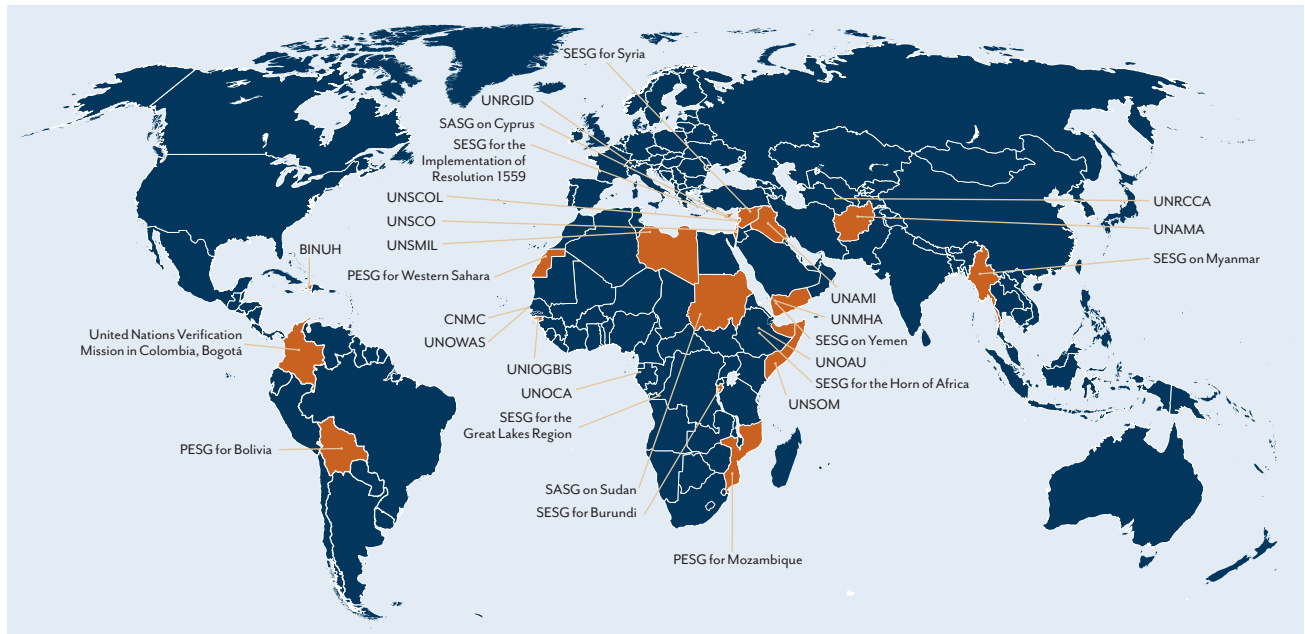 SESG for Syria
UNRGID
SASG on Cyprus
SESG for the
Implementation of
Resolution 1559
UNSCOL
UNSCO
UNSMIL
BINUH
PESG for Western Sahara
CNMC
UNOWAS
United Nations Verification
Mission in Colombia, Bogotá
UNIOGBIS
UNOCA
SESG for the
Great Lakes Region
PESG for Bolivia
SASG on Sudan
SESG for Burundi
PESG for Mozambique
UNRCCA
UNAMA
SESG on Myanmar
UNAMI
UNMHA
SESG on Yemen
UNOAU
SESG for the Horn of Africa
UNSOM